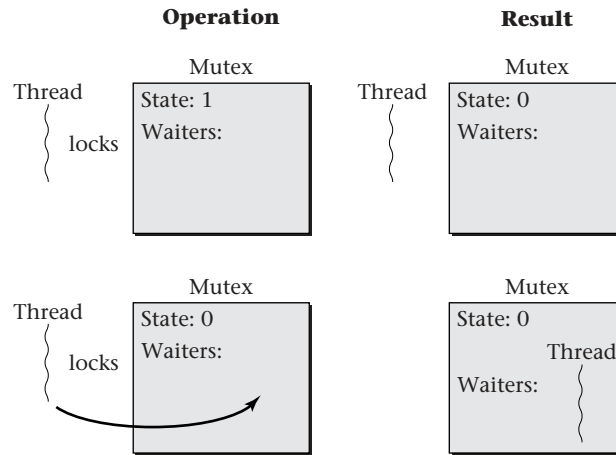 Operation
Result
Mutex
Mutex
Thread
State: 1
Thread
State: 0
locks
Waiters:
Waiters:
Mutex
Mutex
Thread
State: 0
State: 0
locks
Waiters:
Thread
Waiters: